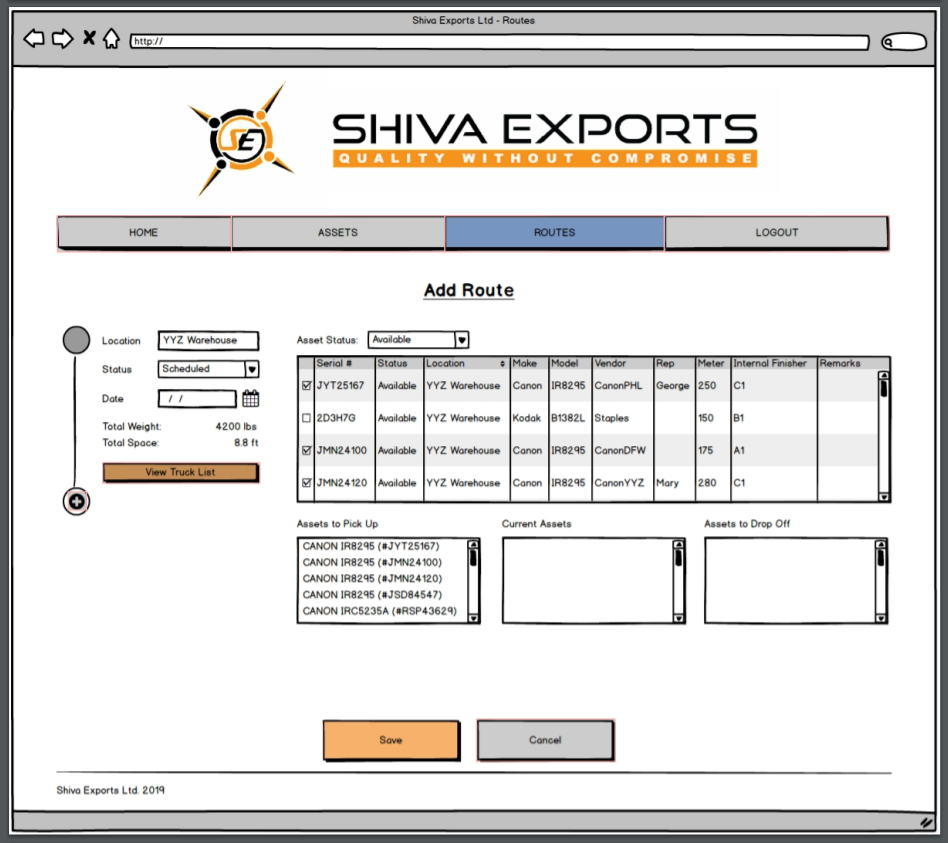 Shiva Exports Ltd - Routes
http://
SE
SHIVA EXPORTS
QUALITY WITHOUT COMPROMISE
HOME ASSETS ROUTES LOGOUT
Add Route
Location YYZ Warehouse
Status Scheduled
Date / /
Total Weight: 4200 lbs
Total Space: 8.8 ft
View Truck List
Asset Status: Available
Serial # Status Location Make Model Vendor Rep Meter Internal Finisher Remarks
JYT25167 Available YYZ Warehouse Canon IR8295 CanonPHL George 250 C1
2D3H7G Available YYZ Warehouse Kodak B1382L Staples 150 B1
JMN24100 Available YYZ Warehouse Canon IR8295 CanonDFW 175 A1
JMN24120 Available YYZ Warehouse Canon IR8295 CanonYYZ Mary 280 C1
Assets to Pick Up
CANON IR8295 (#JYT25167)
CANON IR8295 (#JMN24100)
CANON IR8295 (#JMN24120)
CANON IR8295 (#JSD84547)
CANON IRC5235A (#RSP43629)
Current Assets
Assets to Drop Off
Save Cancel
Shiva Exports Ltd. 2019